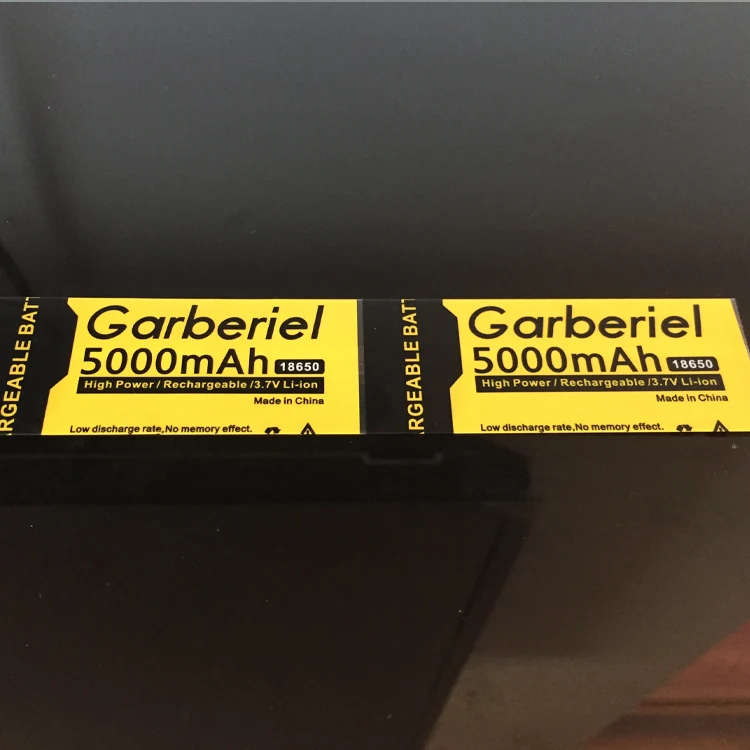 RGEABLE BATT
Garberiel
5000mAh 18650
High Power / Rechargeable /3.7V Li-ion
Made in China
Low discharge rate,No memory effect.
ARGEABLE BATT
Garberiel
5000mAh 18650
High Power / Rechargeable /3.7V Li-ion
Made in China
Low discharge rate,No memory effect.